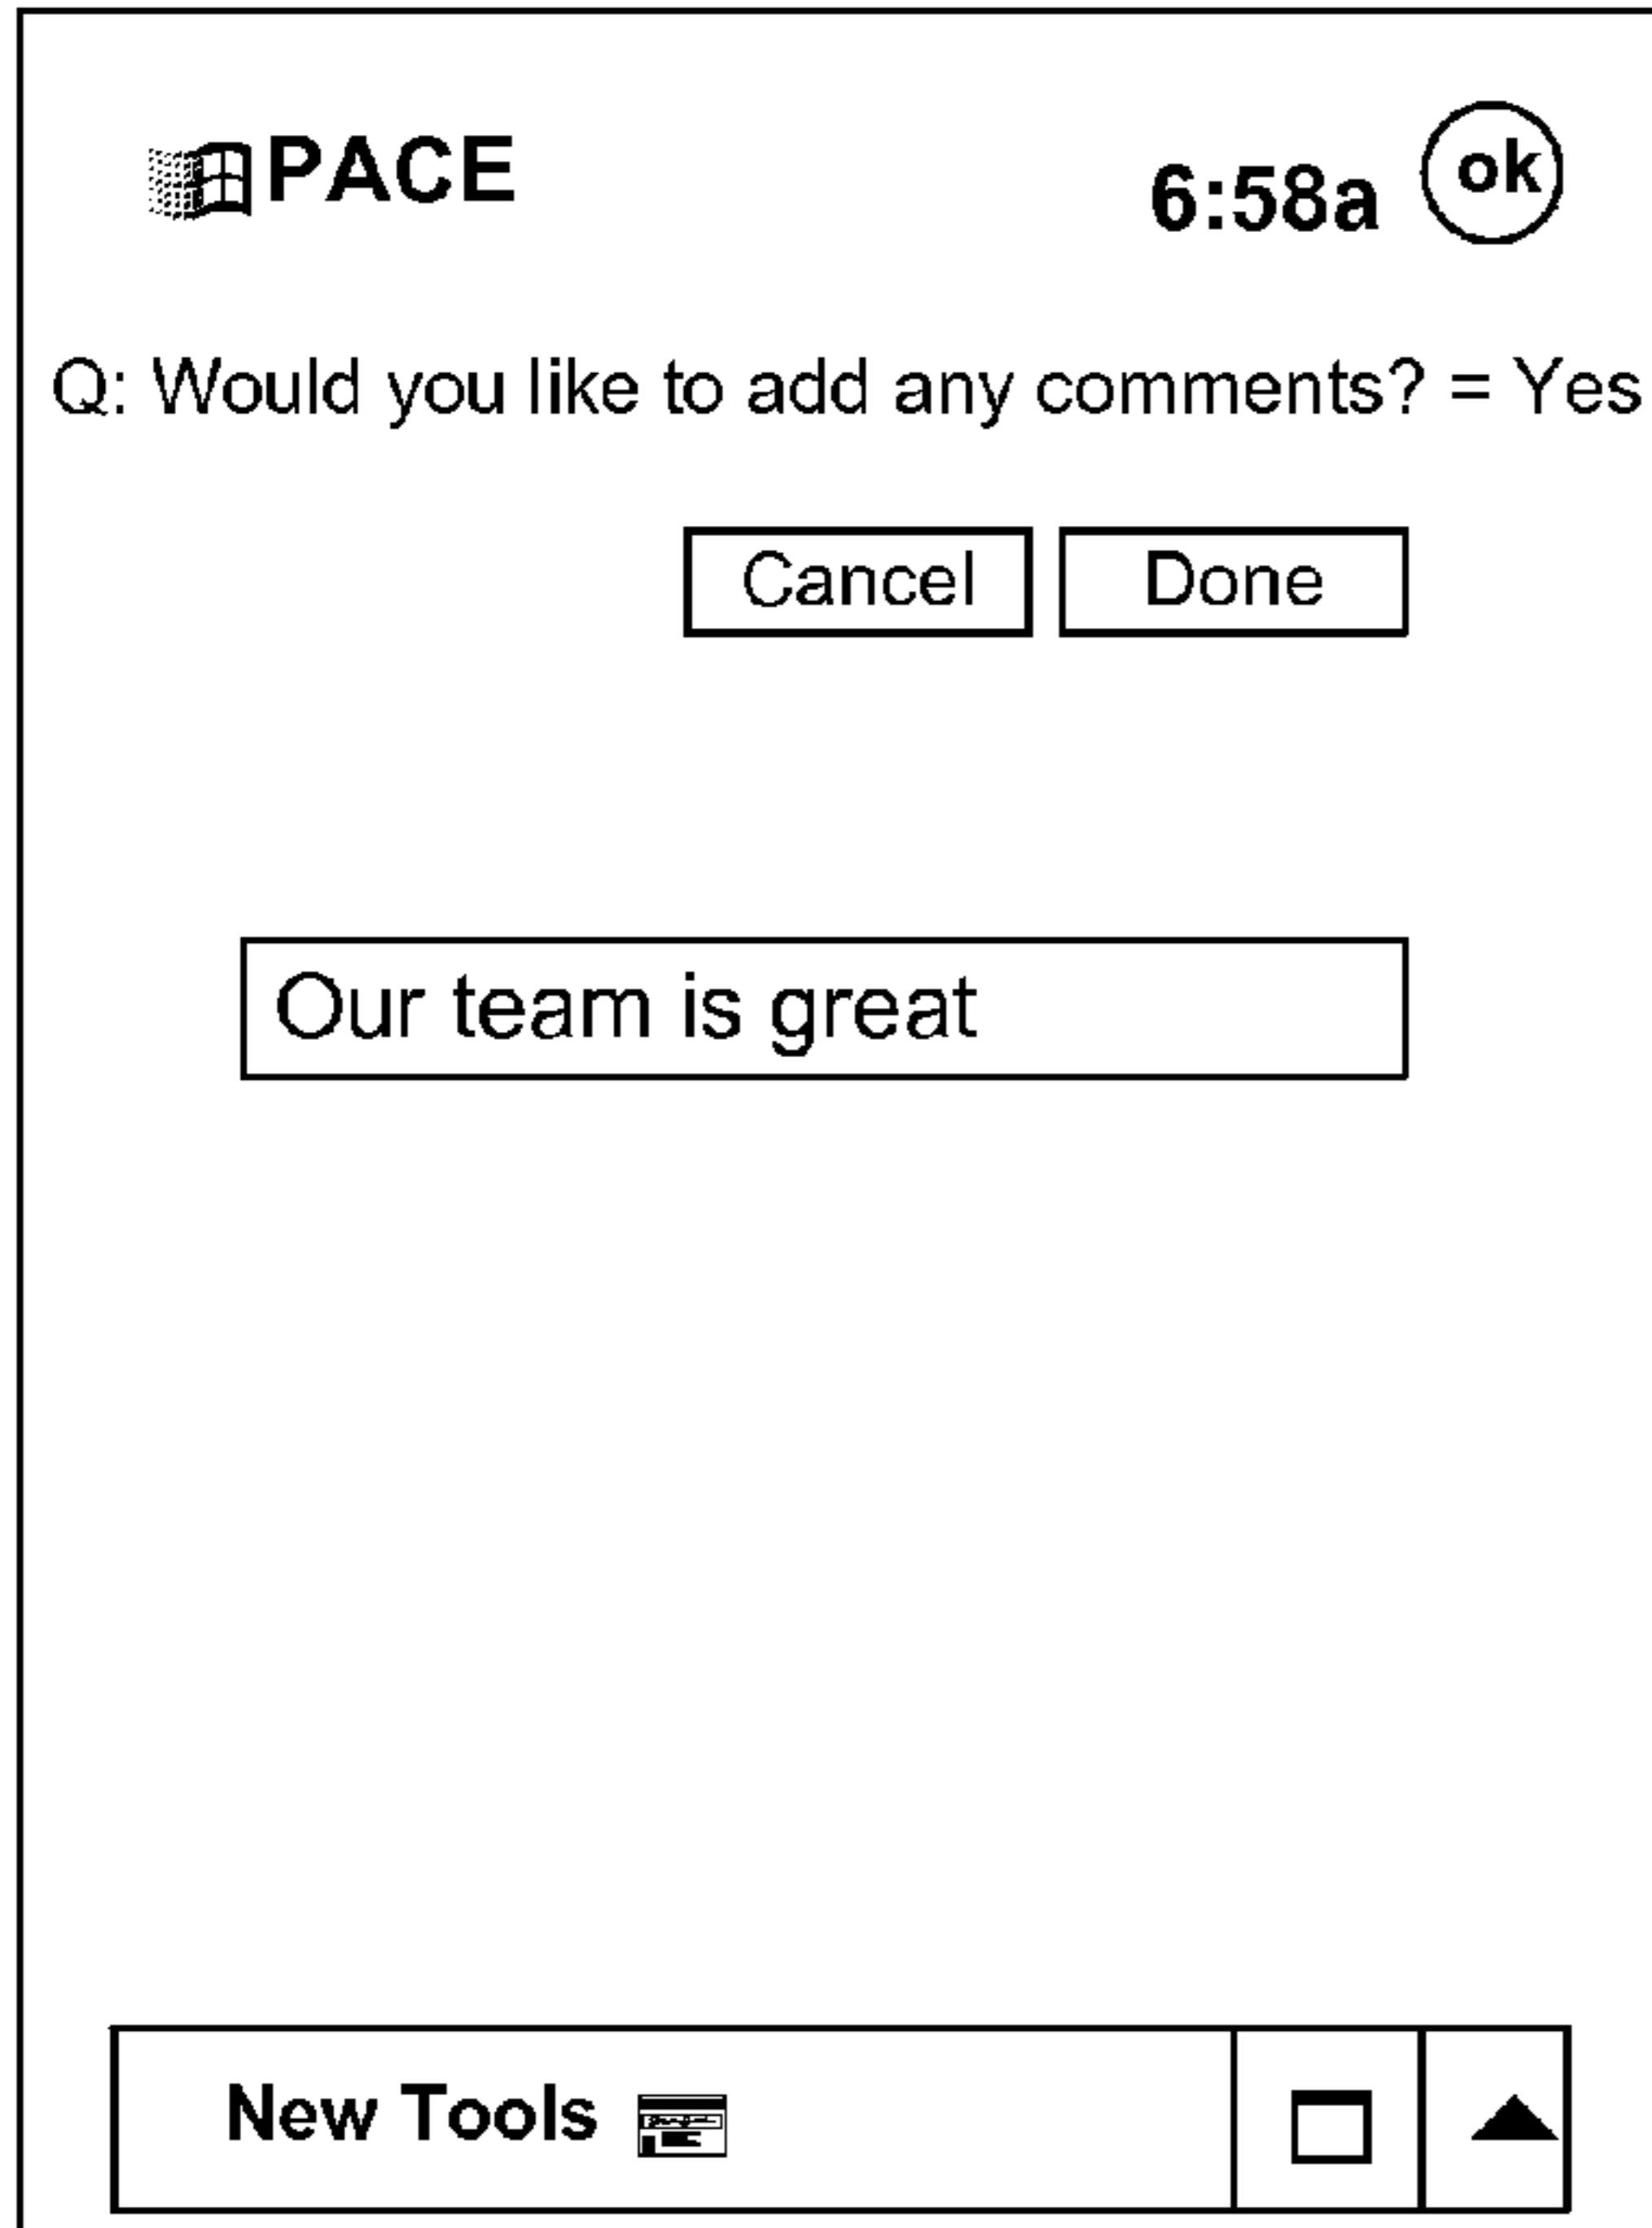 PACE 6:58a ok
Q: Would you like to add any comments? = Yes
Cancel Done
Our team is great
New Tools